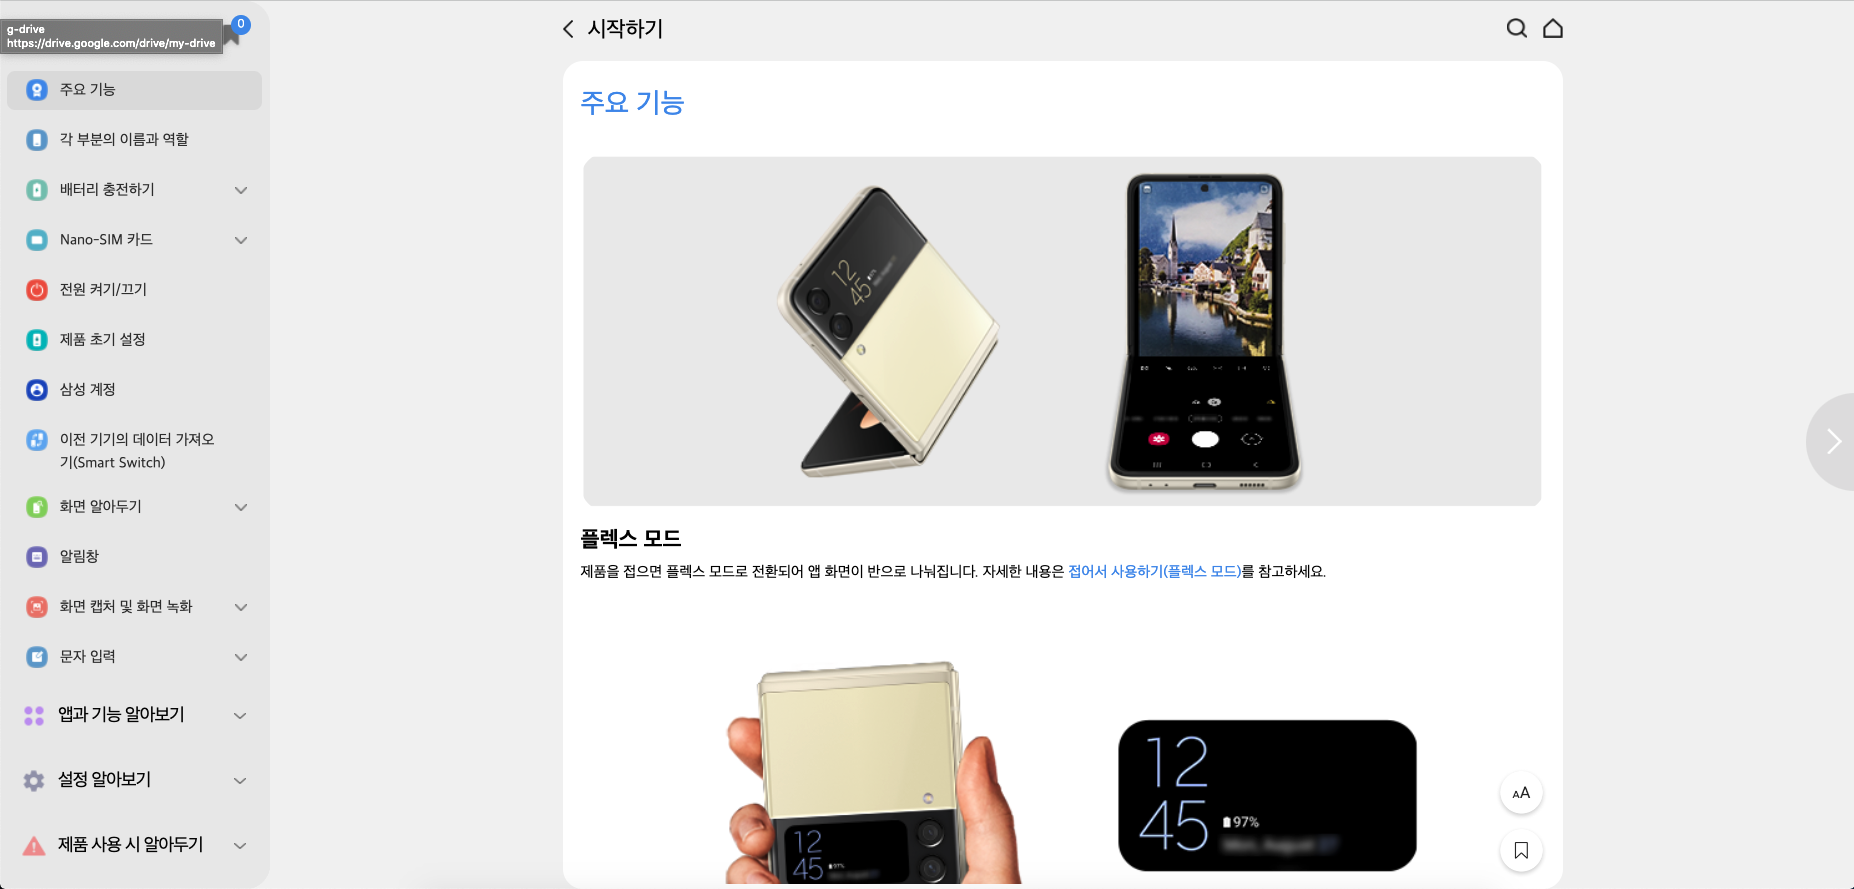 g-drive
https://drive.google.com/drive/my-drive
0
주요 기능
각 부분의 이름과 역할
배터리 충전하기
Nano-SIM 카드
전원 켜기/끄기
제품 초기 설정
삼성 계정
이전 기기의 데이터 가져오
기(Smart Switch)
화면 알아두기
알림창
화면 캡처 및 화면 녹화
문자 입력
앱과 기능 알아보기
설정 알아보기
제품 사용 시 알아두기
시작하기
주요 기능
12
45
플렉스 모드
제품을 접으면 플렉스 모드로 전환되어 앱 화면이 반으로 나눠집니다. 자세한 내용은 접어서 사용하기(플렉스 모드)를 참고하세요.
12
45
97%
12
45
97%
Mon, August 27
AA